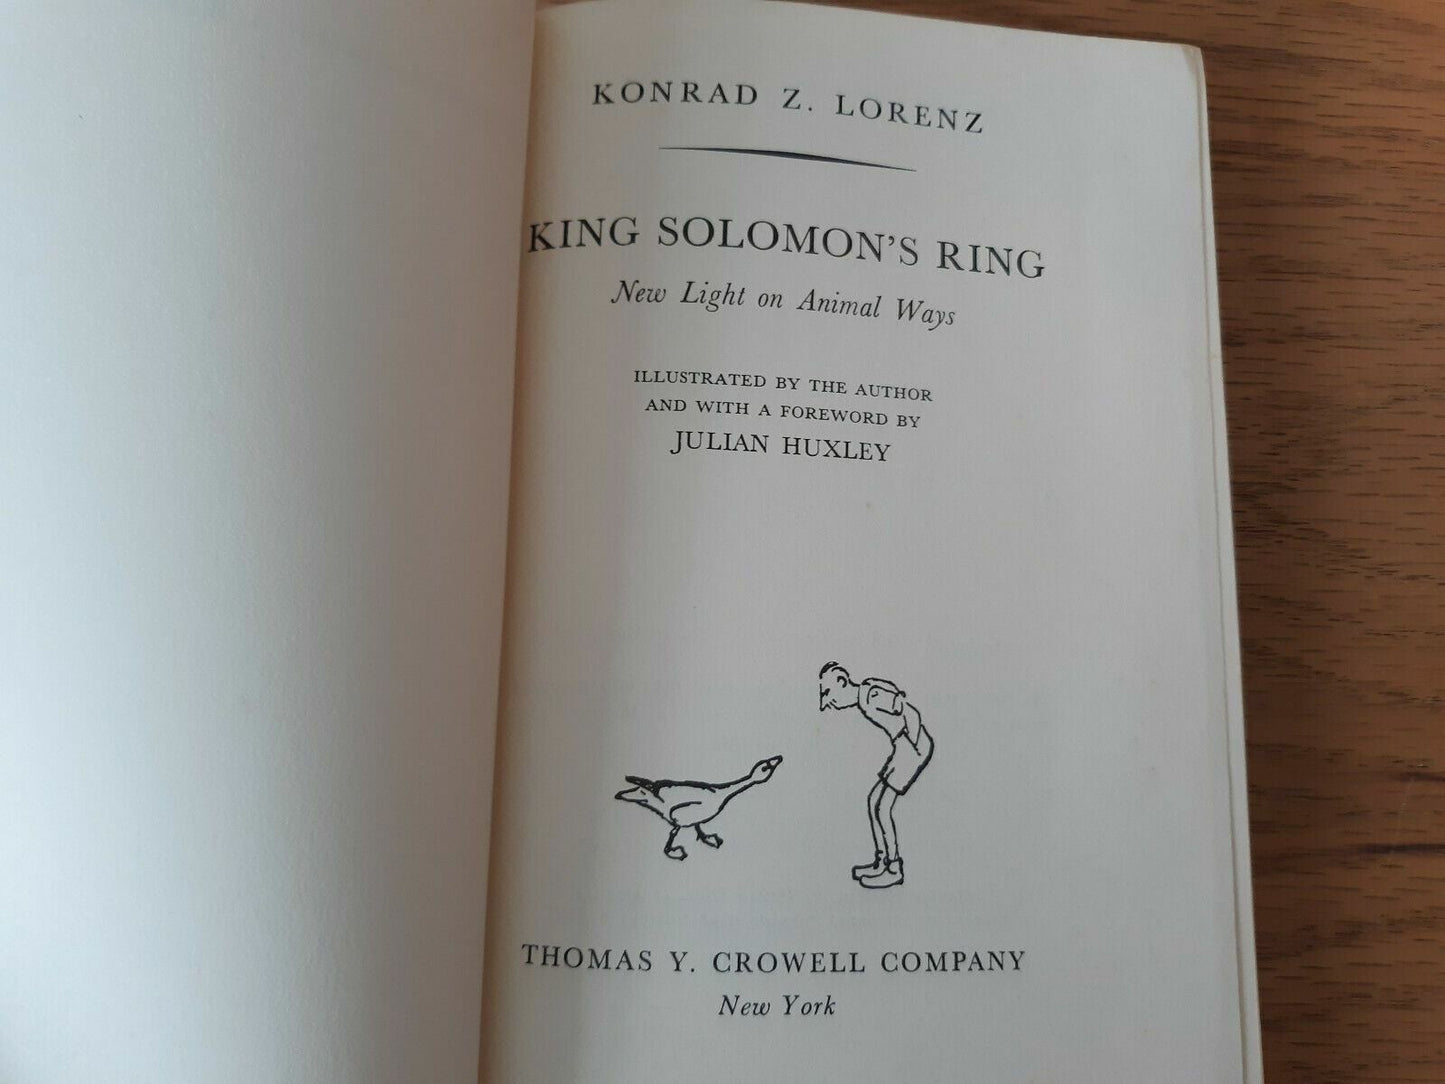 KONRAD Z. LORENZ
KING SOLOMON'S RING
New Light on Animal Ways
ILLUSTRATED BY THE AUTHOR
AND WITH A FOREWORD BY
JULIAN HUXLEY
THOMAS Y. CROWELL COMPANY
New York